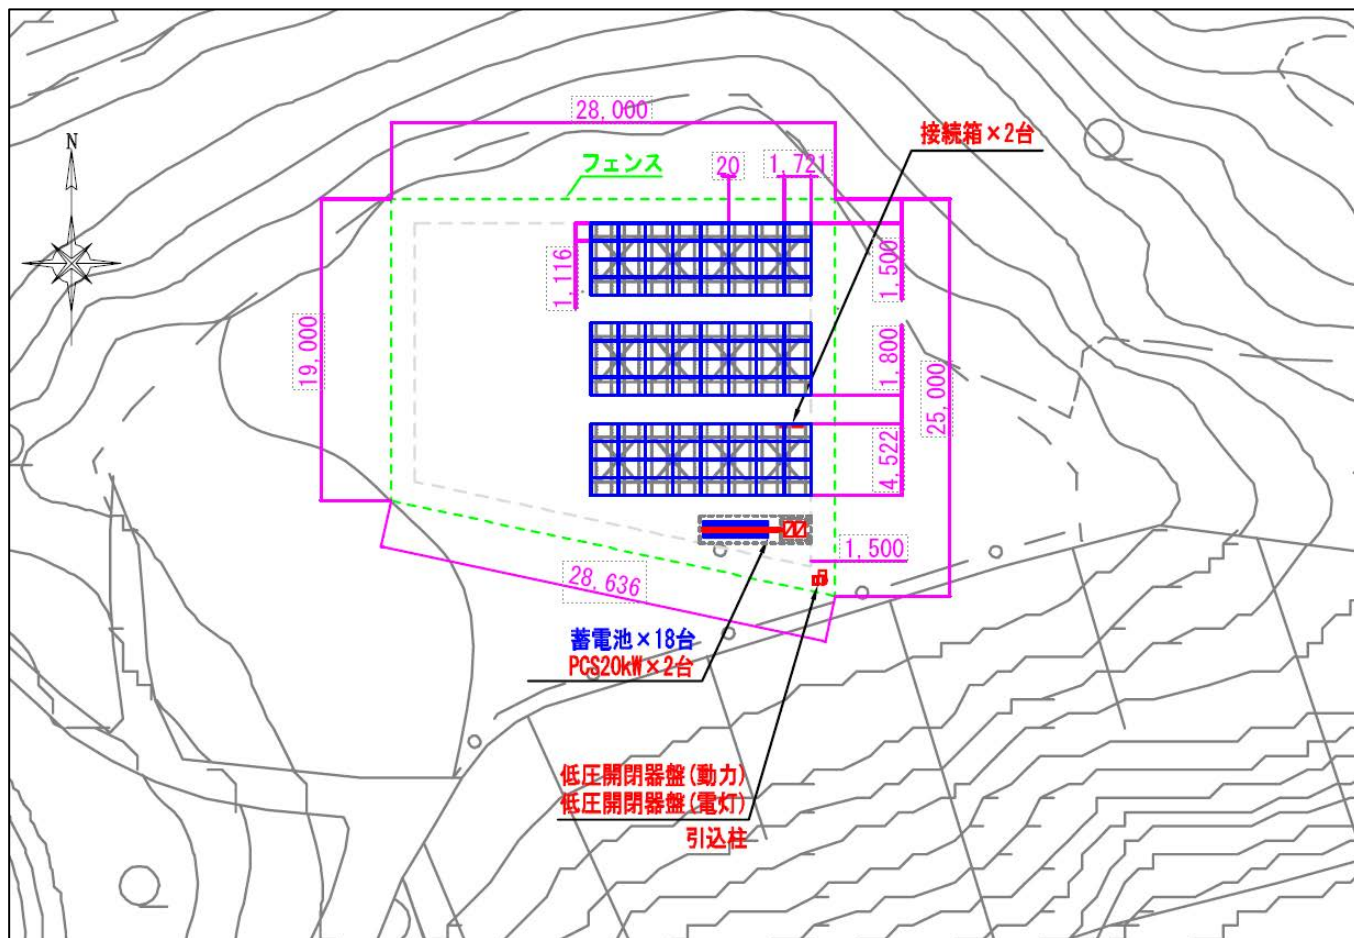 28,000
接続箱×2台
N
フェンス
20
1,721
1,116
1,500
19,000
1,800
25,000
4,522
1,500
28,636
蓄電池×18台
PCS20kW×2台
低圧開閉器盤(動力)
低圧開閉器盤(電灯)
引込柱